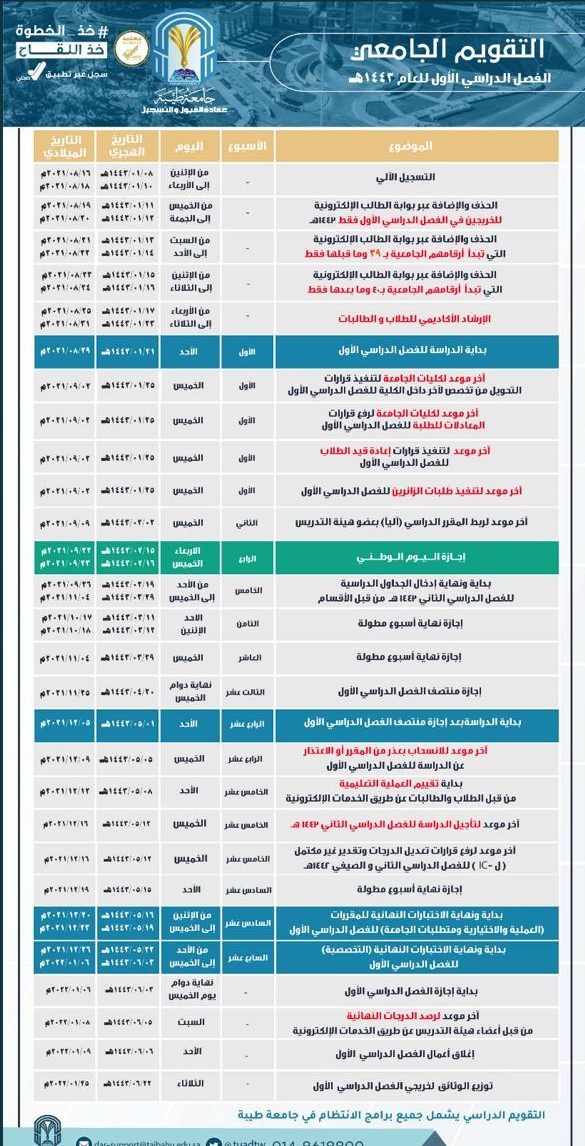 #خذ_الخطوة
خذ اللقاح
سجل عبر تطبيق صحتي
جامعة طيبة
عمادة القبول والتسجيل
التقويم الجامعي
الفصل الدراسي الأول للعام ١٤٤٣هـ
الموضوع الأسبوع اليوم التاريخ الهجري التاريخ الميلادي
التسجيل الآلي - من الإثنين ١٤٤٣/٠١/٠٨هـ ٢٠٢١/٠٨/١٦م
إلى الأربعاء ١٤٤٣/٠١/١٠هـ ٢٠٢١/٠٨/١٨م
الحذف والإضافة عبر بوابة الطالب الإلكترونية - من الخميس ١٤٤٣/٠١/١١هـ ٢٠٢١/٠٨/١٩م
للخريجين في الفصل الدراسي الأول فقط ١٤٤٣هـ إلى الجمعة ١٤٤٣/٠١/١٢هـ ٢٠٢١/٠٨/٢٠م
الحذف والإضافة عبر بوابة الطالب الإلكترونية - من السبت ١٤٤٣/٠١/١٣هـ ٢٠٢١/٠٨/٢١م
التي تبدأ أرقامهم الجامعية بـ ٣٩ وما قبلها فقط إلى الأحد ١٤٤٣/٠١/١٤هـ ٢٠٢١/٠٨/٢٢م
الحذف والإضافة عبر بوابة الطالب الإلكترونية - من الإثنين ١٤٤٣/٠١/١٥هـ ٢٠٢١/٠٨/٢٣م
التي تبدأ أرقامهم الجامعية بـ٤٠ وما بعدها فقط إلى الثلاثاء ١٤٤٣/٠١/١٦هـ ٢٠٢١/٠٨/٢٤م
الإرشاد الأكاديمي للطلاب و الطالبات - من الأربعاء ١٤٤٣/٠١/١٧هـ ٢٠٢١/٠٨/٢٥م
إلى الثلاثاء ١٤٤٣/٠١/٢٣هـ ٢٠٢١/٠٨/٣١م
بداية الدراسة للفصل الدراسي الأول الأول الأحد ١٤٤٣/٠١/٢١هـ ٢٠٢١/٠٨/٢٩م
آخر موعد لكليات الجامعة لتنفيذ قرارات
التحويل من تخصص لآخر داخل الكلية للفصل الدراسي الأول الأول الخميس ١٤٤٣/٠١/٢٥هـ ٢٠٢١/٠٩/٠٢م
آخر موعد لكليات الجامعة لرفع قرارات
المعادلات للطلبة للفصل الدراسي الأول الأول الخميس ١٤٤٣/٠١/٢٥هـ ٢٠٢١/٠٩/٠٢م
آخر موعد لتنفيذ قرارات إعادة قيد الطلاب
للفصل الدراسي الأول الأول الخميس ١٤٤٣/٠١/٢٥هـ ٢٠٢١/٠٩/٠٢م
آخر موعد لتنفيذ طلبات الزائرين للفصل الدراسي الأول الأول الخميس ١٤٤٣/٠١/٢٥هـ ٢٠٢١/٠٩/٠٢م
آخر موعد لربط المقرر الدراسي (آلياً) بعضو هيئة التدريس الثاني الخميس ١٤٤٣/٠٢/٠٢هـ ٢٠٢١/٠٩/٠٩م
إجازة الـيـوم الـوطـنـي الرابع الاربعاء ١٤٤٣/٠٢/١٥هـ ٢٠٢١/٠٩/٢٢م
الخميس ١٤٤٣/٠٢/١٦هـ ٢٠٢١/٠٩/٢٣م
بداية ونهاية إدخال الجداول الدراسية الخامس من الأحد ١٤٤٣/٠٢/١٩هـ ٢٠٢١/٠٩/٢٦م
للفصل الدراسي الثاني ١٤٤٣هـ من قبل الأقسام إلى الخميس ١٤٤٣/٠٣/٢٩هـ ٢٠٢١/١١/٠٤م
إجازة نهاية أسبوع مطولة الثامن الاحد ١٤٤٣/٠٣/١١هـ ٢٠٢١/١٠/١٧م
الإثنين ١٤٤٣/٠٣/١٢هـ ٢٠٢١/١٠/١٨م
إجازة نهاية أسبوع مطولة العاشر الخميس ١٤٤٣/٠٣/٢٩هـ ٢٠٢١/١١/٠٤م
إجازة منتصف الفصل الدراسي الأول الثالث عشر نهاية دوام الخميس ١٤٤٣/٠٤/٢٠هـ ٢٠٢١/١١/٢٥م
بداية الدراسة بعد إجازة منتصف الفصل الدراسي الأول الرابع عشر الأحد ١٤٤٣/٠٥/٠١هـ ٢٠٢١/١٢/٠٥م
آخر موعد للانسحاب بعذر من المقرر أو الاعتذار
عن الدراسة للفصل الدراسي الأول الرابع عشر الخميس ١٤٤٣/٠٥/٠٥هـ ٢٠٢١/١٢/٠٩م
بداية تقييم العملية التعليمية
من قبل الطلاب والطالبات عن طريق الخدمات الإلكترونية الخامس عشر الأحد ١٤٤٣/٠٥/٠٨هـ ٢٠٢١/١٢/١٢م
آخر موعد لتأجيل الدراسة للفصل الدراسي الثاني ١٤٤٣ هـ الخامس عشر الخميس ١٤٤٣/٠٥/١٢هـ ٢٠٢١/١٢/١٦م
آخر موعد لرفع قرارات تعديل الدرجات وتقدير غير مكتمل
(ل -IC ) للفصل الدراسي الثاني و الصيفي ١٤٤٢هـ الخامس عشر الخميس ١٤٤٣/٠٥/١٢هـ ٢٠٢١/١٢/١٦م
إجازة نهاية أسبوع مطولة السادس عشر الأحد ١٤٤٣/٠٥/١٥هـ ٢٠٢١/١٢/١٩م
بداية ونهاية الاختبارات النهائية للمقررات السادس عشر من الإثنين ١٤٤٣/٠٥/١٦هـ ٢٠٢١/١٢/٢٠م
(العملية والاختيارية ومتطلبات الجامعة) للفصل الدراسي الأول إلى الخميس ١٤٤٣/٠٥/١٩هـ ٢٠٢١/١٢/٢٣م
بداية ونهاية الاختبارات النهائية (التخصصية) السابع عشر من الأحد ١٤٤٣/٠٥/٢٢هـ ٢٠٢١/١٢/٢٦م
للفصل الدراسي الأول إلى الخميس ١٤٤٣/٠٦/٠٣هـ ٢٠٢٢/٠١/٠٦م
بداية إجازة الفصل الدراسي الأول - نهاية دوام يوم الخميس ١٤٤٣/٠٦/٠٣هـ ٢٠٢٢/٠١/٠٦م
آخر موعد لرصد الدرجات النهائية
من قبل أعضاء هيئة التدريس عن طريق الخدمات الإلكترونية - السبت ١٤٤٣/٠٦/٠٥هـ ٢٠٢٢/٠١/٠٨م
إغلاق أعمال الفصل الدراسي الأول - الأحد ١٤٤٣/٠٦/٠٦هـ ٢٠٢٢/٠١/٠٩م
توزيع الوثائق لخريجي الفصل الدراسي الأول - الثلاثاء ١٤٤٣/٠٦/٢٢هـ ٢٠٢٢/٠١/٢٥م
التقويم الدراسي يشمل جميع برامج الانتظام في جامعة طيبة
dar-support@taibahu.edu.sa @tuadtw 014-8618800